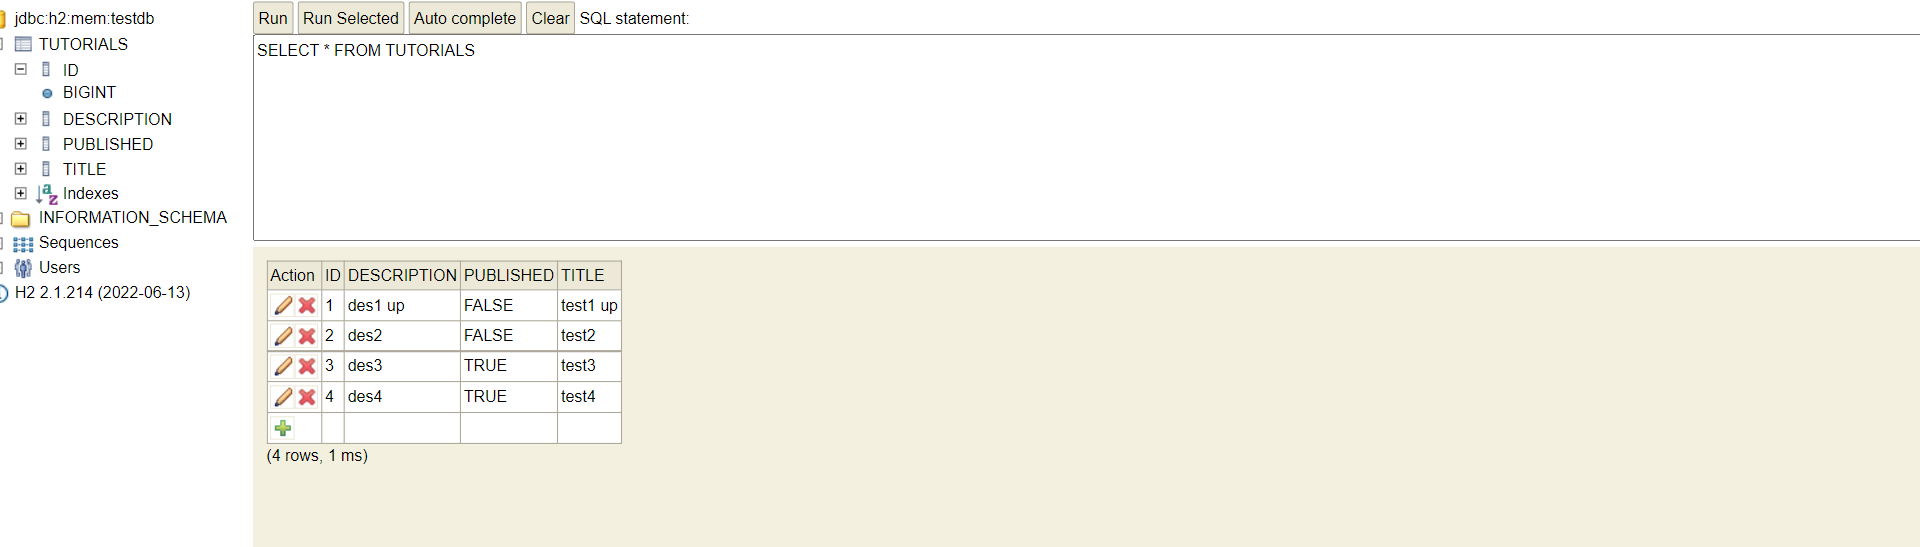 jdbc:h2:mem:testdb
TUTORIALS
ID
BIGINT
DESCRIPTION
PUBLISHED
TITLE
Indexes
INFORMATION_SCHEMA
Sequences
Users
H2 2.1.214 (2022-06-13)
Run Run Selected Auto complete Clear SQL statement:
SELECT * FROM TUTORIALS
Action ID DESCRIPTION PUBLISHED TITLE
1 des1 up FALSE test1 up
2 des2 FALSE test2
3 des3 TRUE test3
4 des4 TRUE test4
(4 rows, 1 ms)